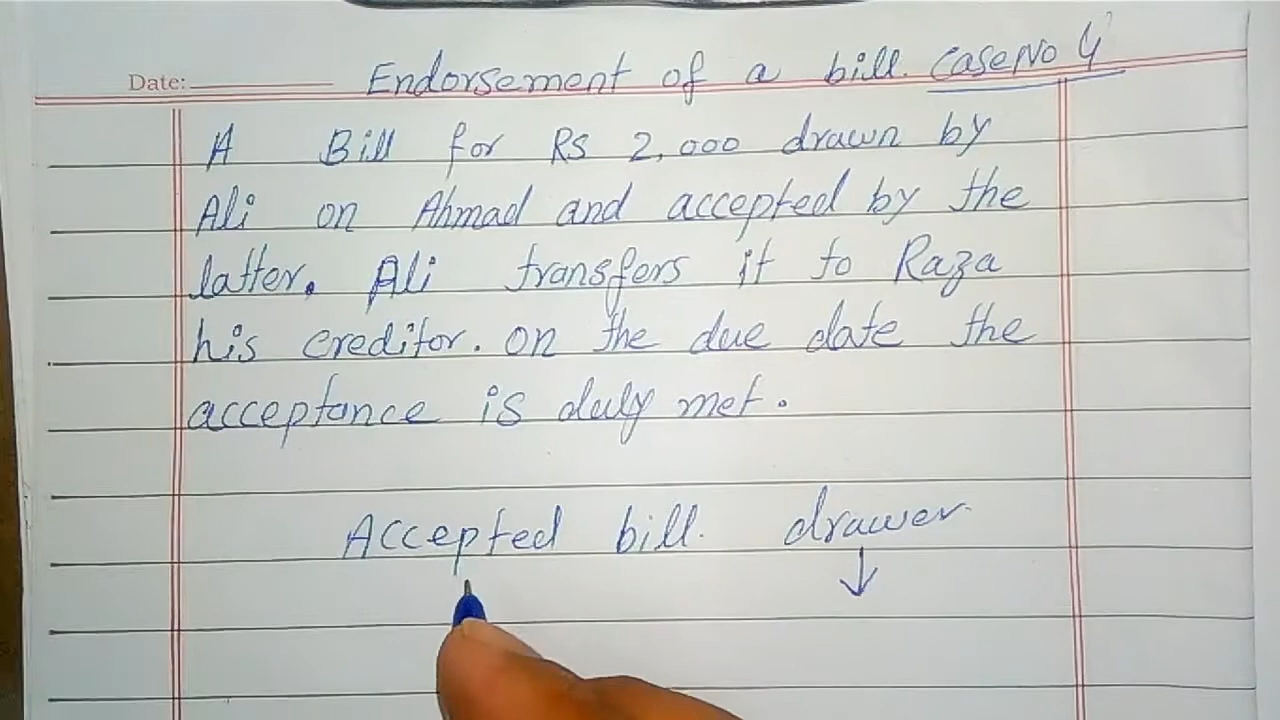 Date:
Endorsement of a bill. Case No 4
A Bill for RS 2,000 drawn by
Ali on Ahmad and accepted by the
latter. Ali transfers it to Raza
his creditor. on the due date the
acceptance is duly met.
Accepted bill. drawer.